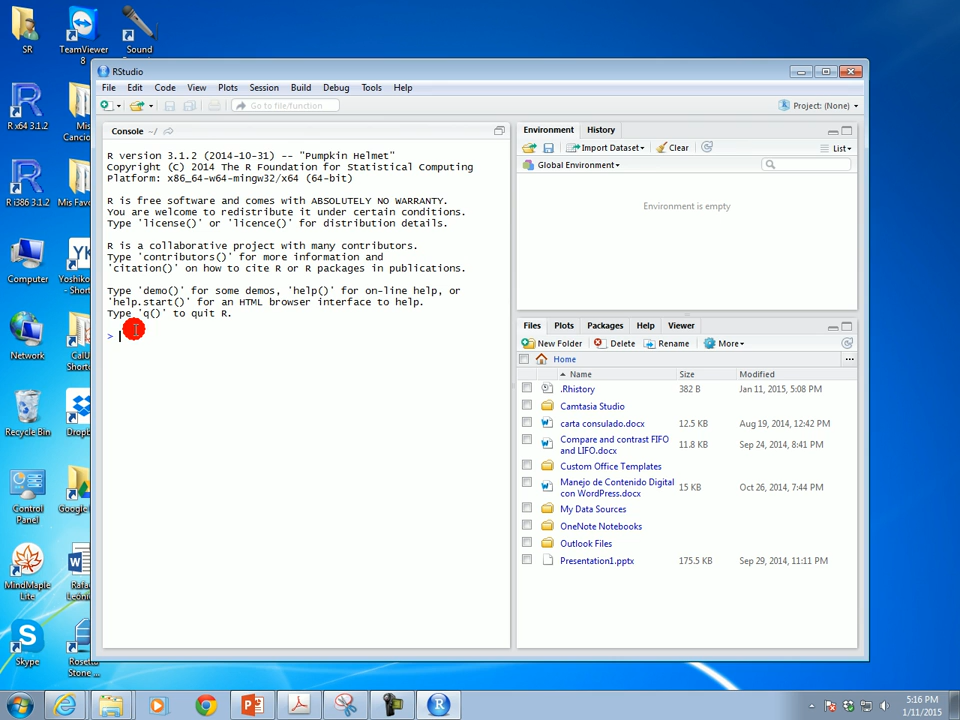 SR
TeamViewer 8
Sound
R x64 3.1.2
Mis
Cancio
R i386 3.1.2
Mis Favo
Computer
YK
Yoshiko
- Short
Network
CalU
Short
Recycle Bin
Dropb
Control
Panel
Google
MindMaple
Lite
Rafa
Leóni
Skype
Rosetta
Stone ...
RStudio
File Edit Code View Plots Session Build Debug Tools Help
Go to file/function
Project: (None)
Console ~/
R version 3.1.2 (2014-10-31) -- "Pumpkin Helmet"
Copyright (C) 2014 The R Foundation for Statistical Computing
Platform: x86_64-w64-mingw32/x64 (64-bit)
R is free software and comes with ABSOLUTELY NO WARRANTY.
You are welcome to redistribute it under certain conditions.
Type 'license()' or 'licence()' for distribution details.
R is a collaborative project with many contributors.
Type 'contributors()' for more information and
'citation()' on how to cite R or R packages in publications.
Type 'demo()' for some demos, 'help()' for on-line help, or
'help.start()' for an HTML browser interface to help.
Type 'q()' to quit R.
>
Environment History
Import Dataset Clear List
Global Environment
Environment is empty
Files Plots Packages Help Viewer
New Folder Delete Rename More
Home ...
Name Size Modified
.Rhistory 382 B Jan 11, 2015, 5:08 PM
Camtasia Studio
carta consulado.docx 12.5 KB Aug 19, 2014, 12:42 PM
Compare and contrast FIFO
and LIFO.docx 11.8 KB Sep 24, 2014, 8:41 PM
Custom Office Templates
Manejo de Contenido Digital
con WordPress.docx 15 KB Oct 26, 2014, 7:44 PM
My Data Sources
OneNote Notebooks
Outlook Files
Presentation1.pptx 175.5 KB Sep 29, 2014, 11:11 PM
5:16 PM
1/11/2015